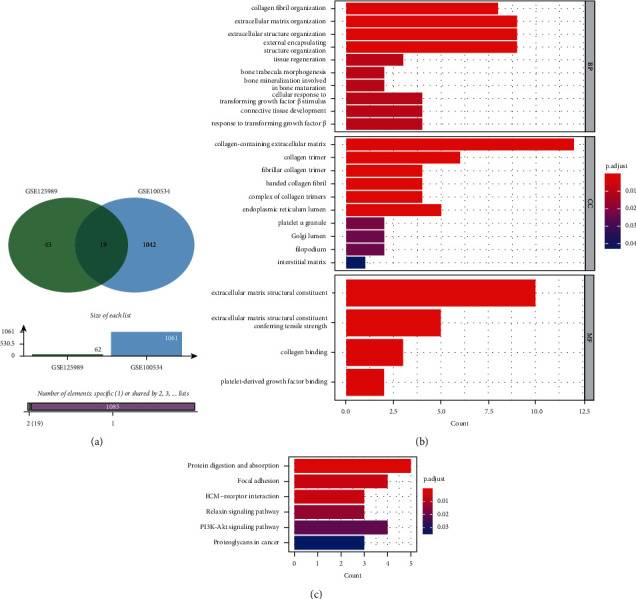 GSE125989
GSE100534
43
19
1042
Size of each list
1061
530.5
0
62
1061
GSE125989
GSE100534
Number of elements: specific (1) or shared by 2, 3, ... lists
1085
2 (19)
1
(a)
collagen fibril organization
extracellular matrix organization
extracellular structure organization
external encapsulating
structure organization
tissue regeneration
bone trabecula morphogenesis
bone mineralization involved
in bone maturation
cellular response to
transforming growth factor β stimulus
connective tissue development
response to transforming growth factor β
BP
collagen-containing extracellular matrix
collagen trimer
fibrillar collagen trimer
banded collagen fibril
complex of collagen trimers
endoplasmic reticulum lumen
platelet α granule
Golgi lumen
filopodium
interstitial matrix
CC
extracellular matrix structural constituent
extracellular matrix structural constituent
conferring tensile strength
collagen binding
platelet-derived growth factor binding
MF
0.0
2.5
5.0
7.5
10.0
12.5
Count
p.adjust
0.01
0.02
0.03
0.04
(b)
Protein digestion and absorption
Focal adhesion
ECM−receptor interaction
Relaxin signaling pathway
PI3K-Akt signaling pathway
Proteoglycans in cancer
0
1
2
3
4
5
Count
p.adjust
0.01
0.02
0.03
(c)